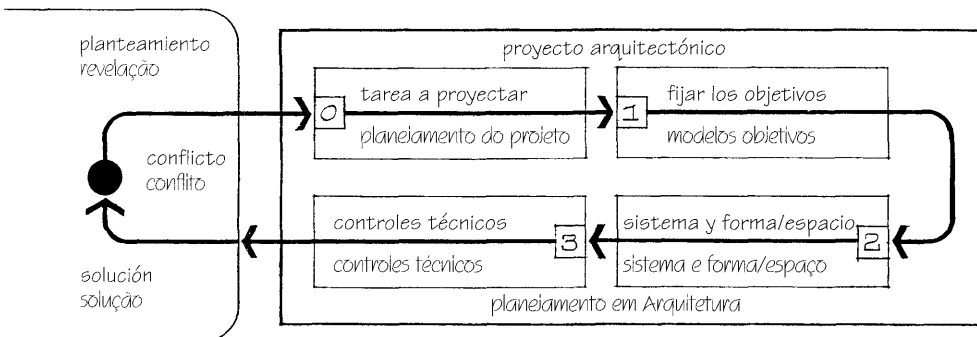 planteamiento
revelação
conflicto
conflito
solución
solução
proyecto arquitectónico
0
tarea a proyectar
planejamento do projeto
1
fijar los objetivos
modelos objetivos
controles técnicos
3
controles técnicos
sistema y forma/espacio
2
sistema e forma/espaço
planejamento em Arquitetura